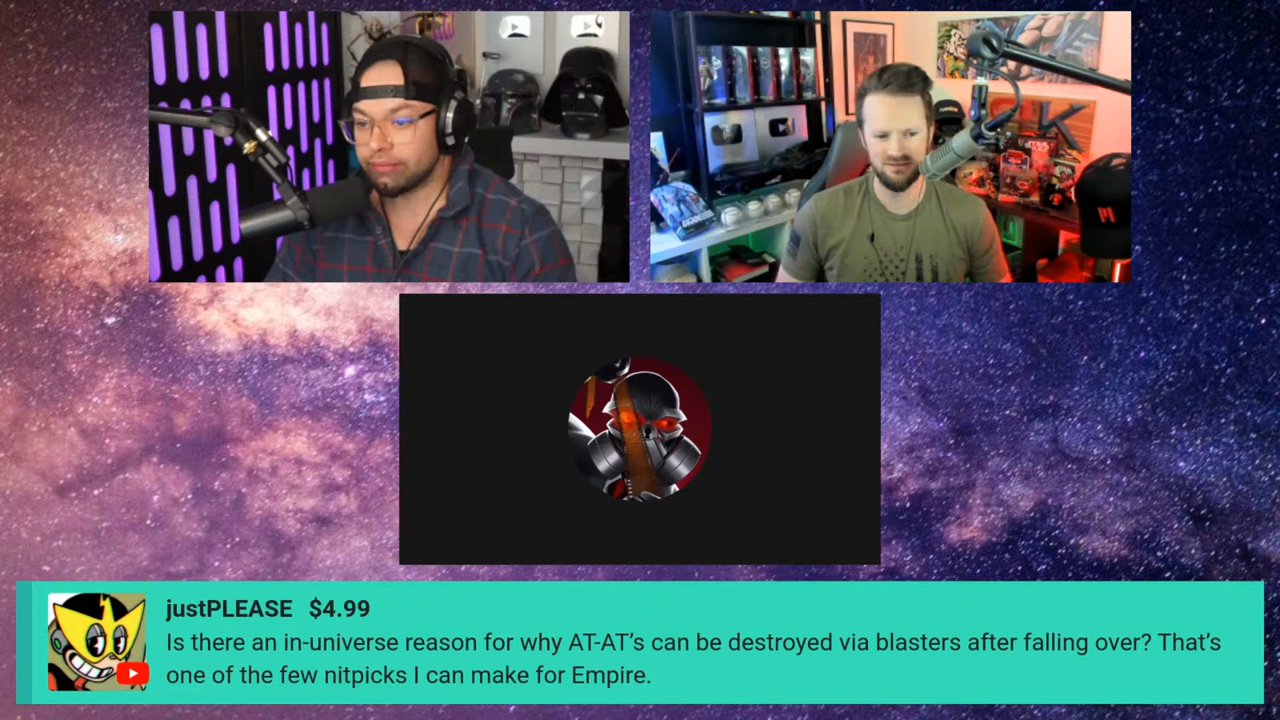 justPLEASE $4.99
Is there an in-universe reason for why AT-AT’s can be destroyed via blasters after falling over? That’s
one of the few nitpicks I can make for Empire.